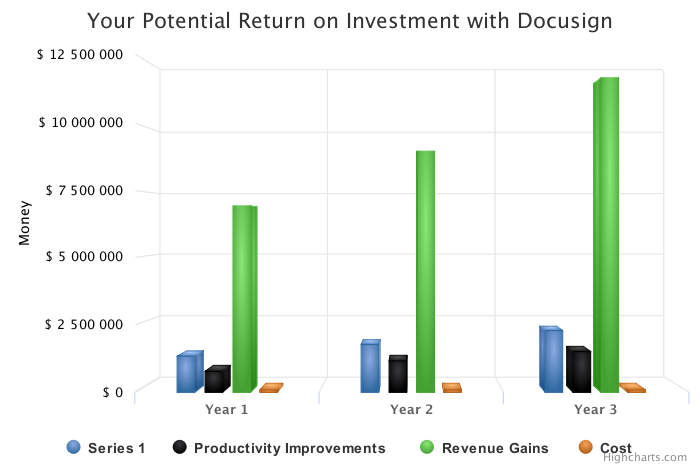 Your Potential Return on Investment with Docusign
$ 12 500 000
$ 10 000 000
$ 7 500 000
$ 5 000 000
$ 2 500 000
$ 0
Money
Year 1
Year 2
Year 3
Series 1
Productivity Improvements
Revenue Gains
Cost
Highcharts.com